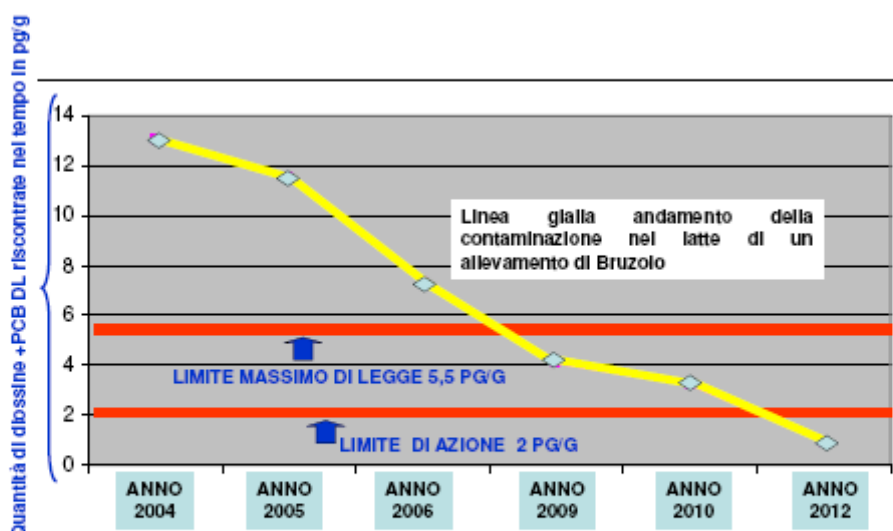 Quantità di diossine +PCB DL riscontrate nel tempo in pg/g
14
12
10
8
6
4
2
0
Linea gialla andamento della
contaminazione nel latte di un
allevamento di Bruzolo
LIMITE MASSIMO DI LEGGE 5,5 PG/G
LIMITE DI AZIONE 2 PG/G
ANNO
2004
ANNO
2005
ANNO
2006
ANNO
2009
ANNO
2010
ANNO
2012